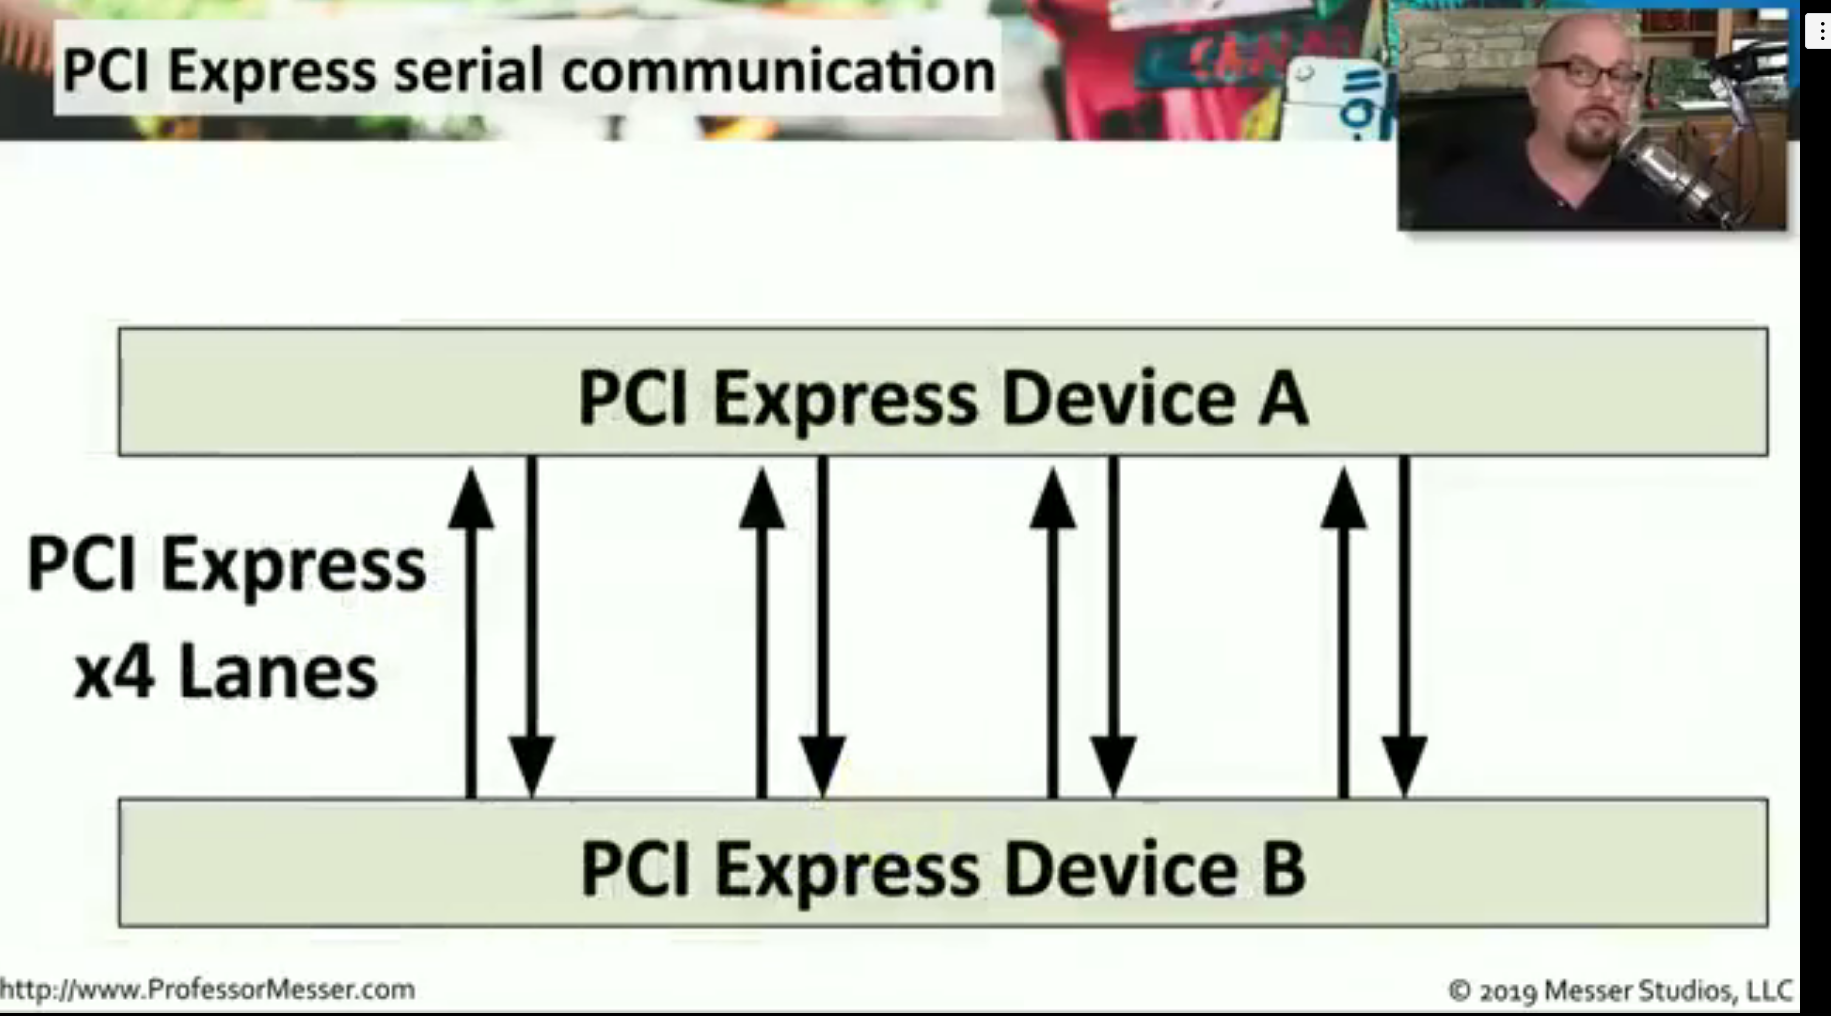 PCI Express serial communication
PCI Express Device A
PCI Express
x4 Lanes
PCI Express Device B
http://www.ProfessorMesser.com
© 2019 Messer Studios, LLC